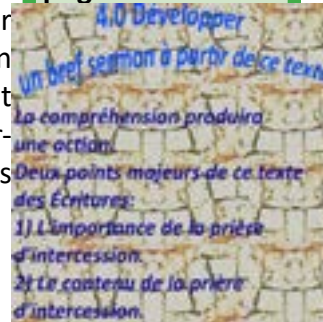 4.0 Développer
un bref sermon à partir de ce texte
La compréhension produira
une action.
Deux points majeurs de ce texte
des Écritures:
1) L'importance de la prière
d'intercession.
2) Le contenu de la prière
d'intercession.